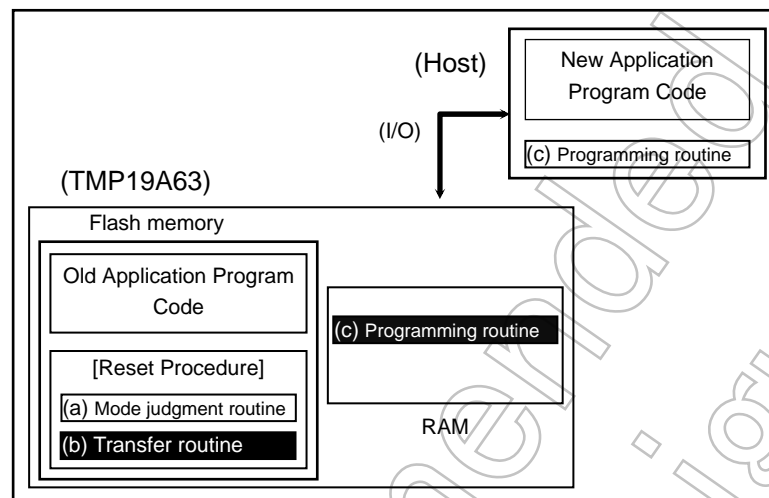 (Host)
New Application
Program Code
(I/O)
(c) Programming routine
(TMP19A63)
Flash memory
Old Application Program
Code
(c) Programming routine
[Reset Procedure]
(a) Mode judgment routine
(b) Transfer routine
RAM